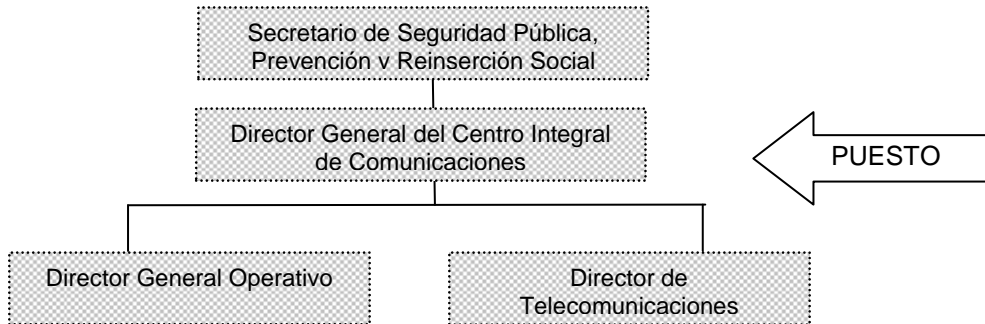 Secretario de Seguridad Pública,
Prevención v Reinserción Social
Director General del Centro Integral
de Comunicaciones
PUESTO
Director General Operativo
Director de
Telecomunicaciones